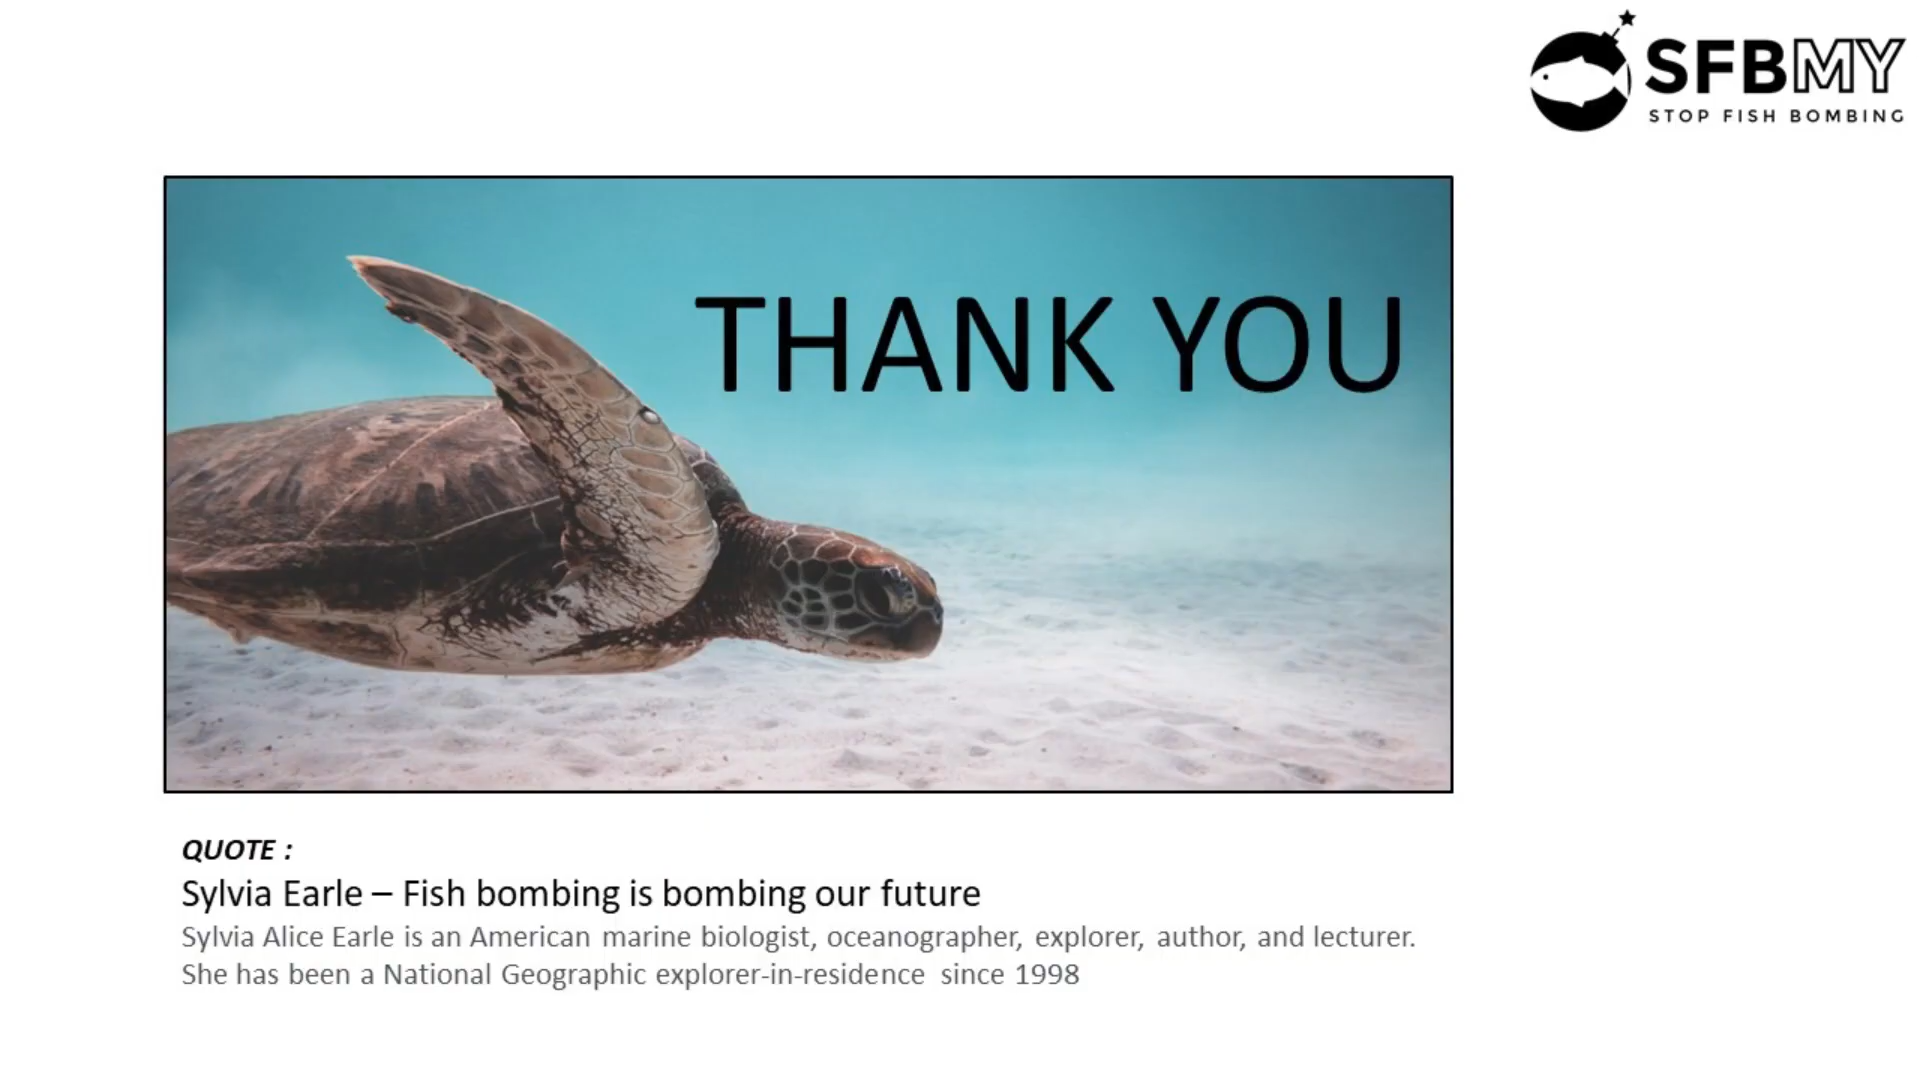 SFBMY
STOP FISH BOMBING
THANK YOU
QUOTE :
Sylvia Earle – Fish bombing is bombing our future
Sylvia Alice Earle is an American marine biologist, oceanographer, explorer, author, and lecturer.
She has been a National Geographic explorer-in-residence since 1998